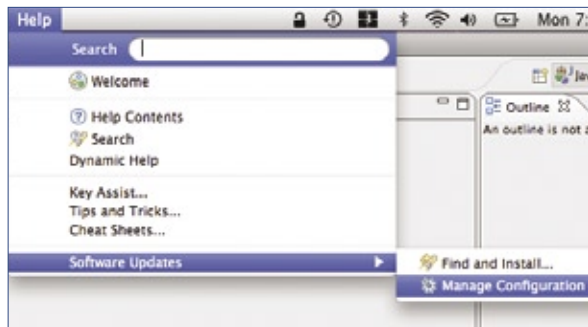 Help
Mon 7:
Search
Welcome
Help Contents
Search
Dynamic Help
Key Assist...
Tips and Tricks...
Cheat Sheets...
Software Updates
Find and Install...
Manage Configuration
Jav
Outline
An outline is not a